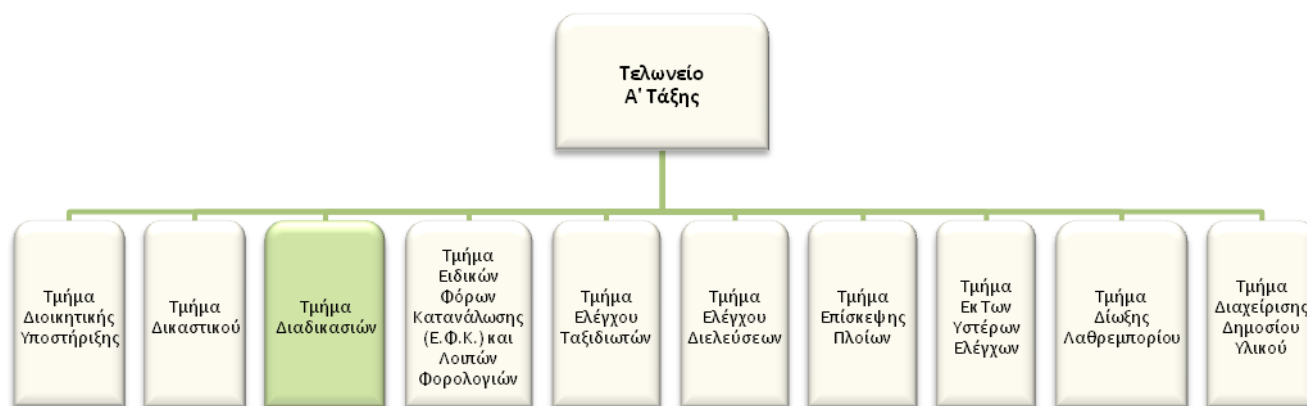 Τελωνείο
Α' Τάξης
Τμήμα
Διοικητικής
Υποστήριξης
Τμήμα
Δικαστικού
Τμήμα
Διαδικασιών
Τμήμα
Ειδικών
Φόρων
Κατανάλωσης
(Ε.Φ.Κ.) και
Λοιπών
Φορολογιών
Τμήμα
Ελέγχου
Ταξιδιωτών
Τμήμα
Ελέγχου
Διελεύσεων
Τμήμα
Επίσκεψης
Πλοίων
Τμήμα
Εκ Των
Υστέρων
Ελέγχων
Τμήμα
Δίωξης
Λαθρεμπορίου
Τμήμα
Διαχείρισης
Δημοσίου
Υλικού